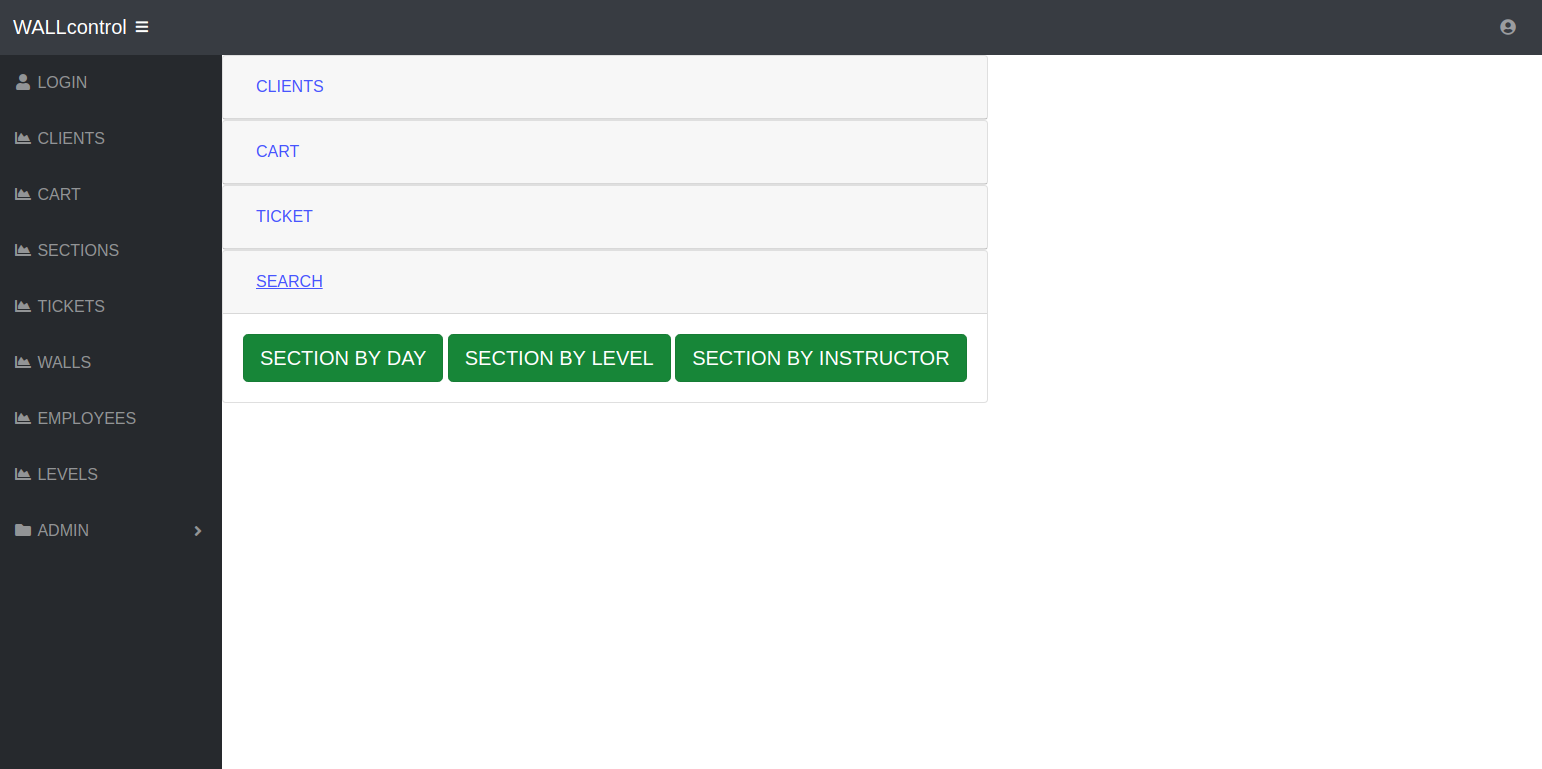 WALLcontrol
LOGIN
CLIENTS
CART
SECTIONS
TICKETS
WALLS
EMPLOYEES
LEVELS
ADMIN
CLIENTS
CART
TICKET
SEARCH
SECTION BY DAY SECTION BY LEVEL SECTION BY INSTRUCTOR